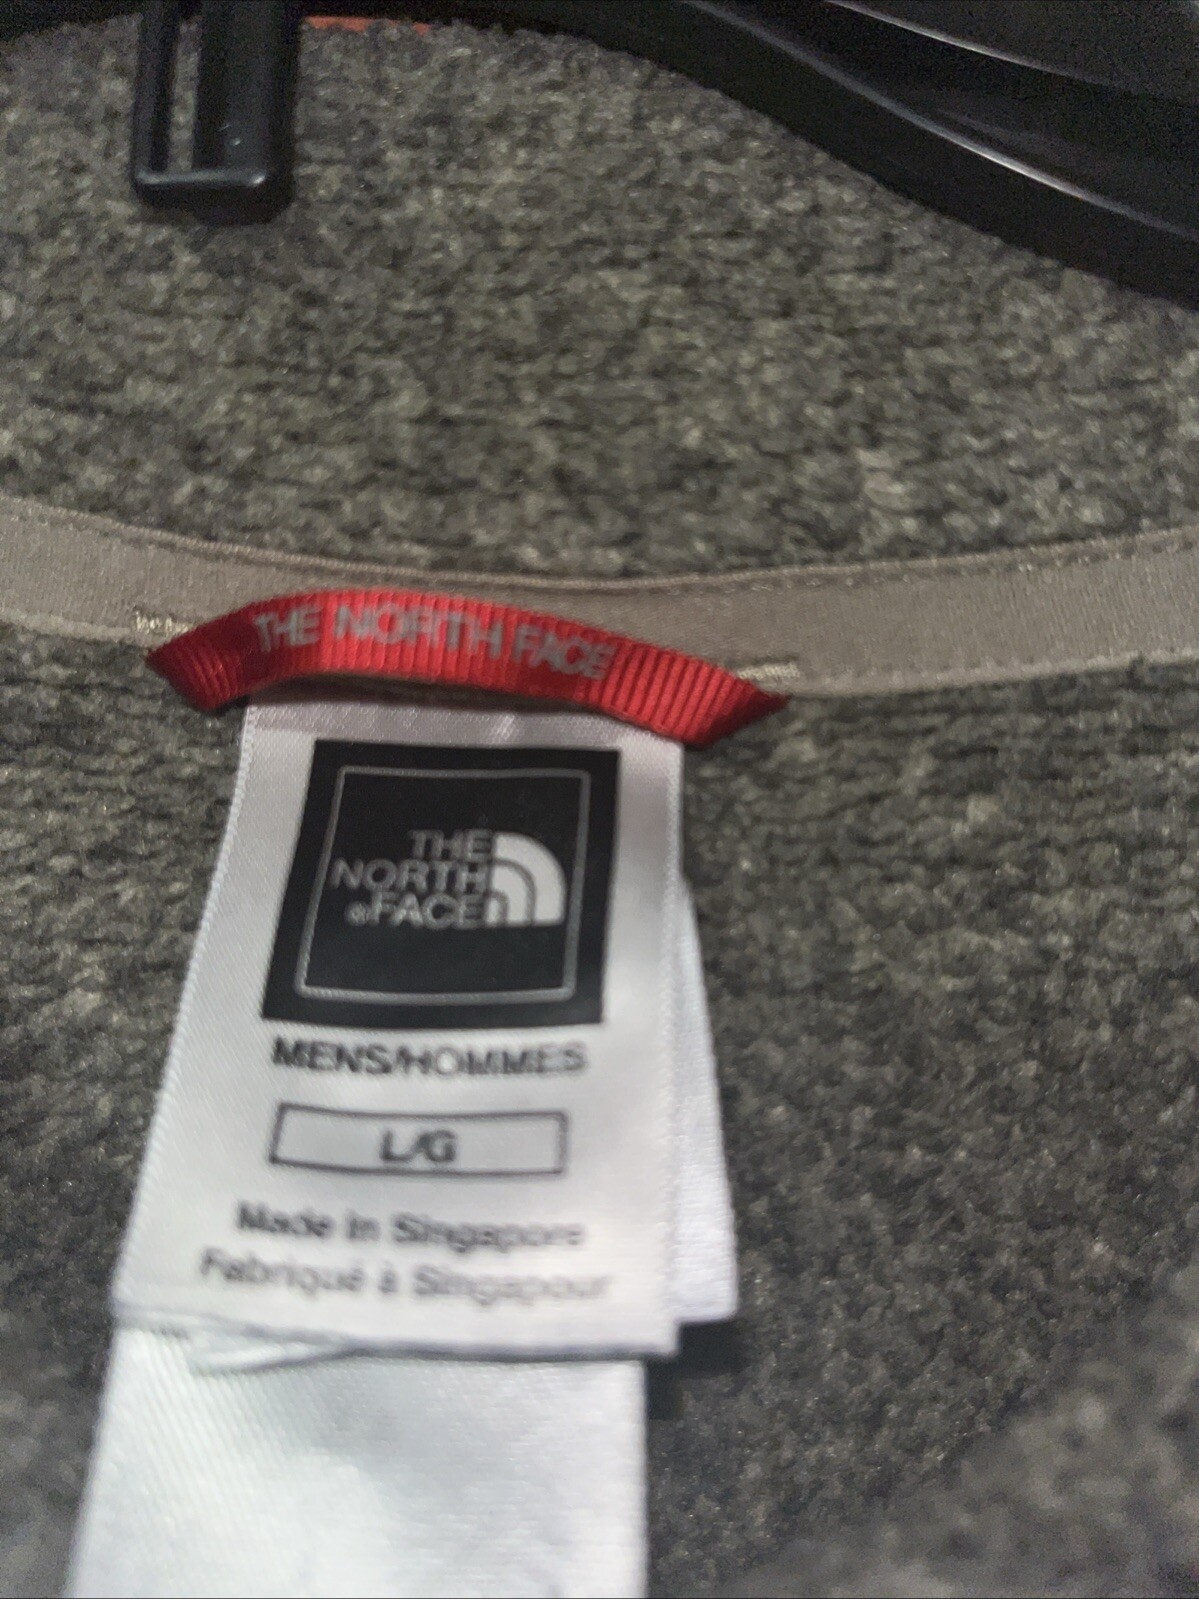 THE NORTH FACE
THE
NORTH
FACE
MENS/HOMMES
L/G
Made in Singapore
Fabriqué à Singapour